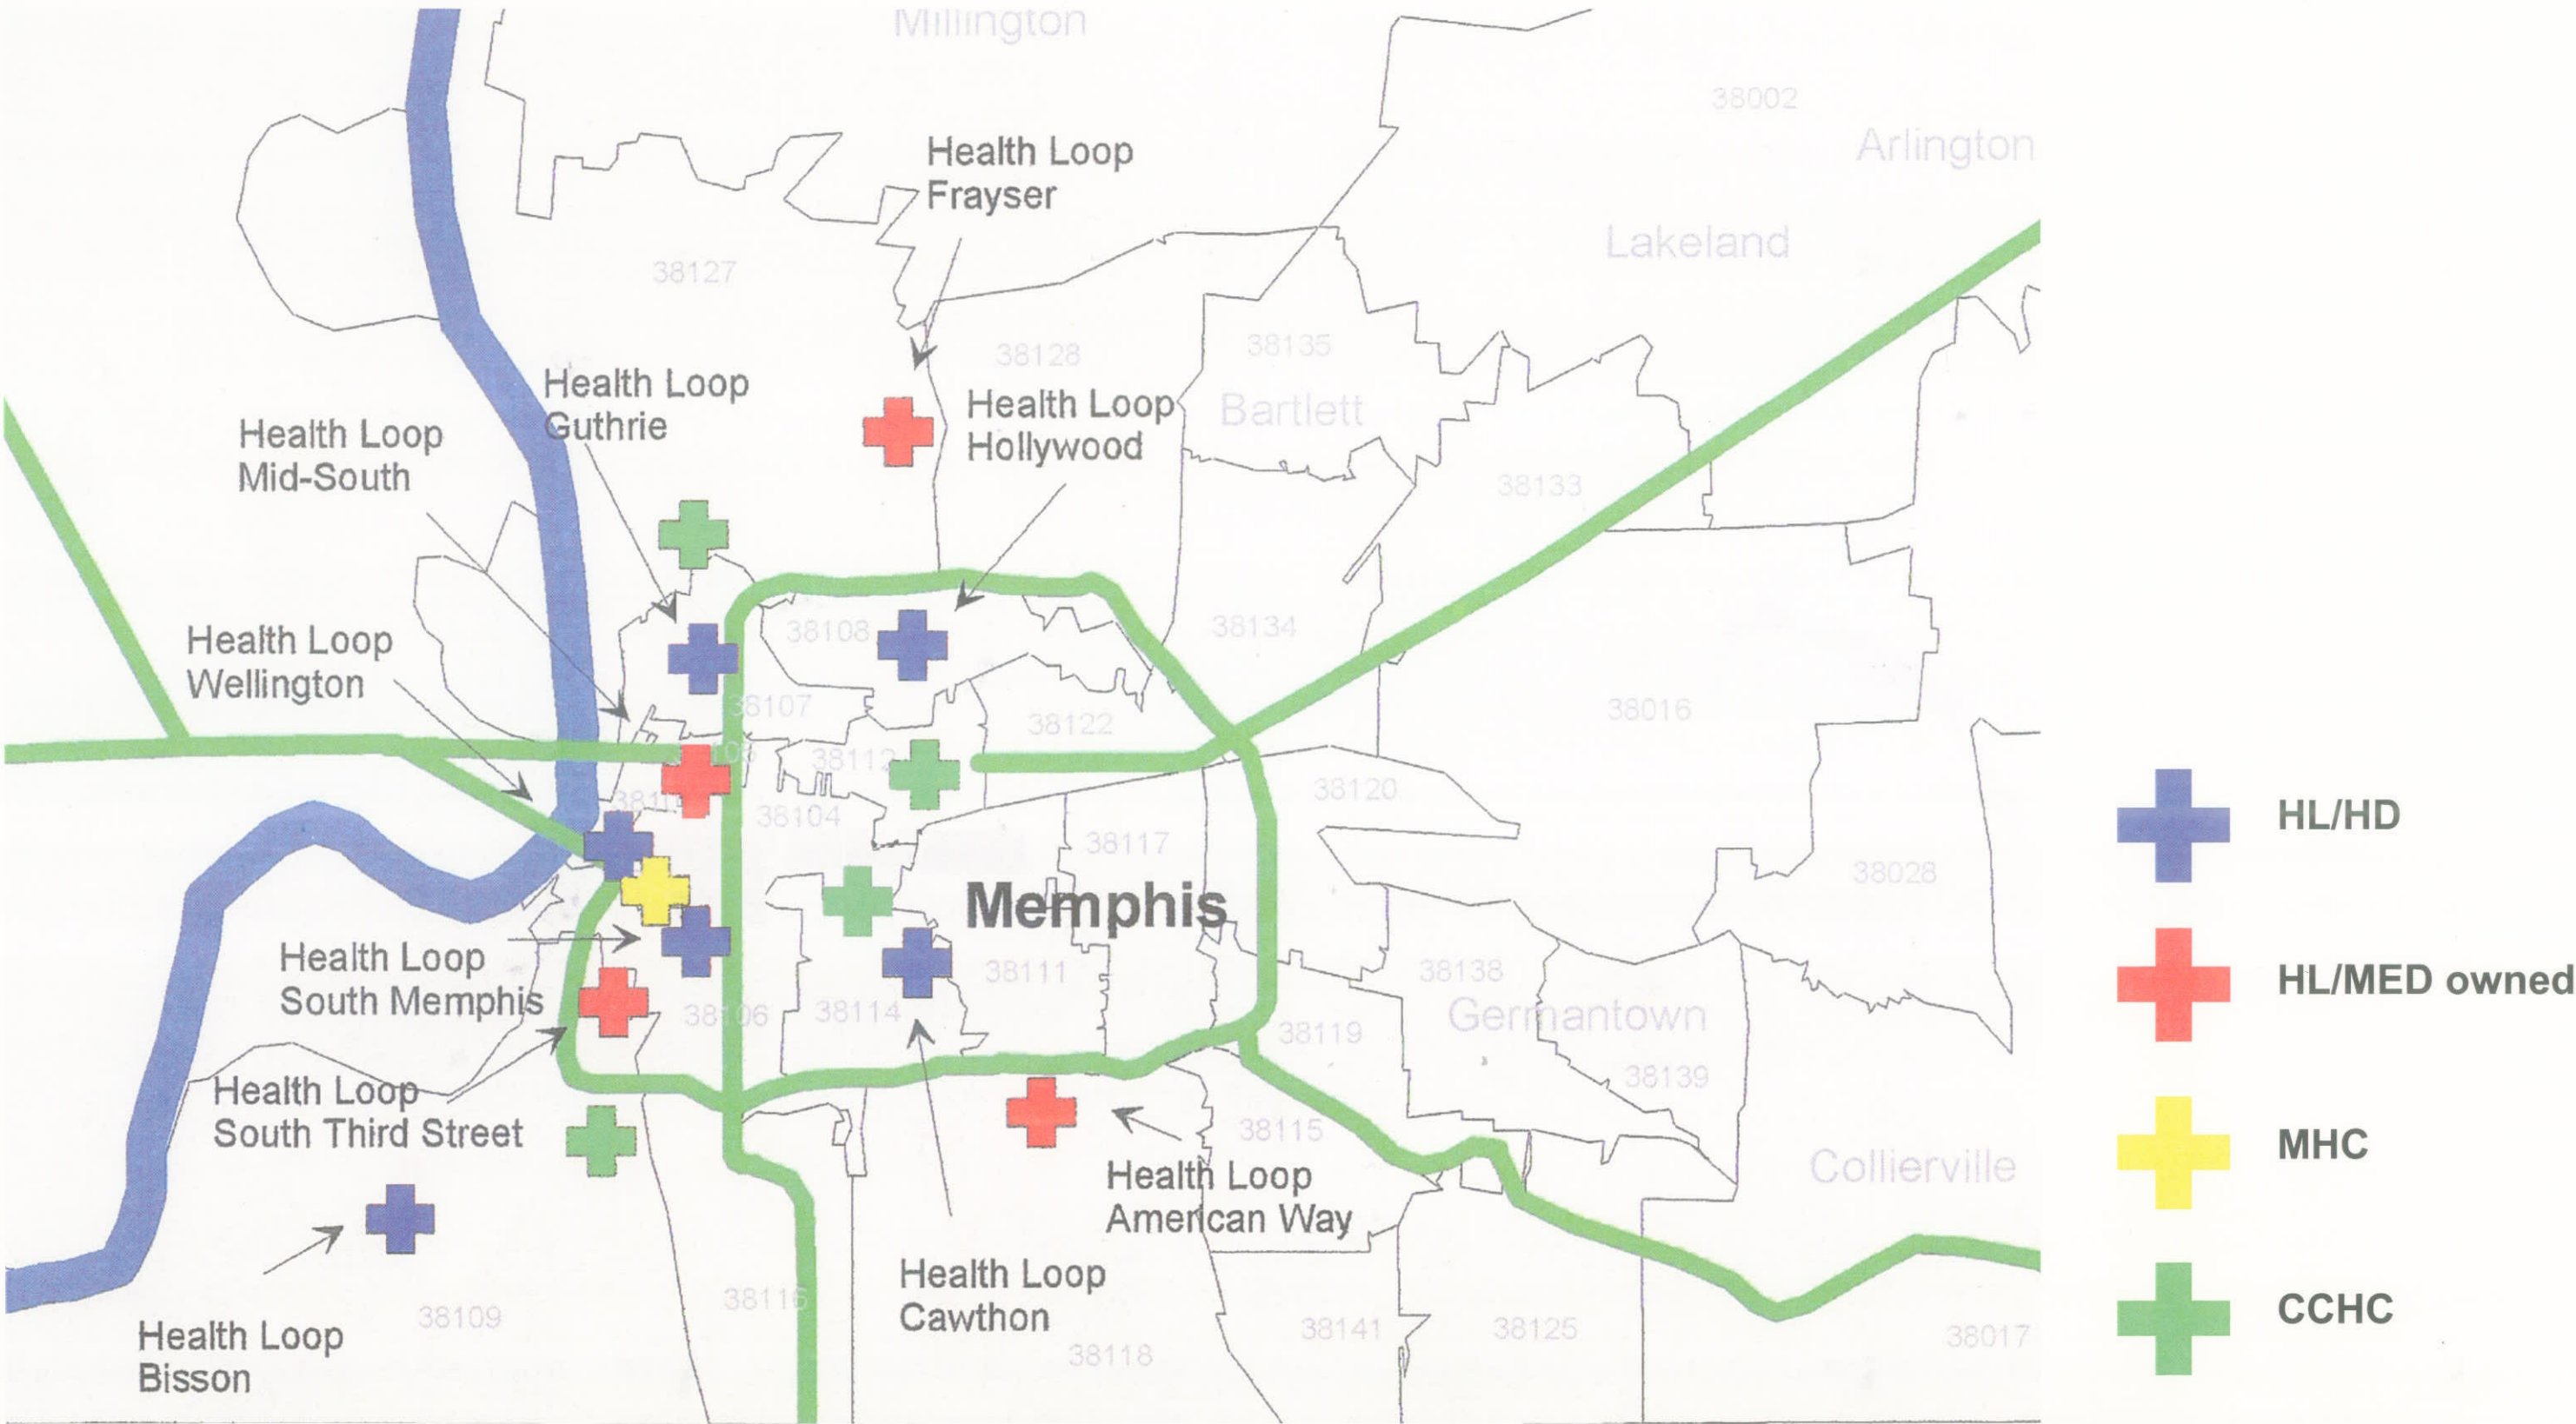 Millington
38002
Arlington
Health Loop
Frayser
Lakeland
38127
38128
38135
Health Loop
Guthrie
Health Loop
Hollywood
Bartlett
Health Loop
Mid-South
38133
38108
38134
Health Loop
Wellington
38107
38122
38016
38112
38120
38104
38117
38028
HL/HD
Memphis
Health Loop
South Memphis
38111
38138
HL/MED owned
38106
38114
38119
Germantown
38139
Health Loop
South Third Street
38115
MHC
Health Loop
American Way
Collierville
Health Loop
Cawthon
38109
38116
38118
38141
38125
38017
CCHC
Health Loop
Bisson